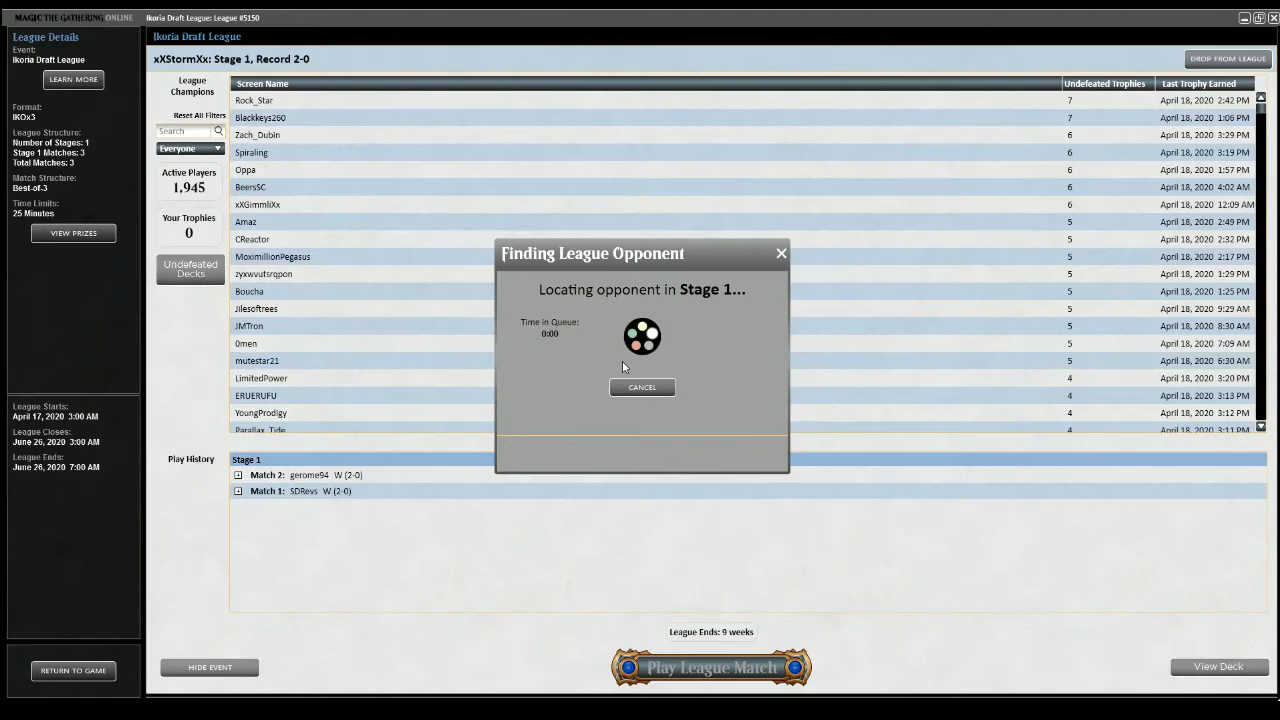 MAGIC THE GATHERING ONLINE
Ikoria Draft League: League #5150
League Details
Event:
Ikoria Draft League
LEARN MORE
Format:
IKOx3
League Structure:
Number of Stages: 1
Stage 1 Matches: 3
Total Matches: 3
Match Structure:
Best-of-3
Time Limits:
25 Minutes
VIEW PRIZES
League Starts:
April 17, 2020 3:00 AM
League Closes:
June 26, 2020 3:00 AM
League Ends:
June 26, 2020 7:00 AM
RETURN TO GAME
Ikoria Draft League
xXStormXx: Stage 1, Record 2-0
DROP FROM LEAGUE
League
Champions
Reset All Filters
Search
Everyone
Active Players
1,945
Your Trophies
0
Undefeated
Decks
Screen Name Undefeated Trophies Last Trophy Earned
Rock_Star 7 April 18, 2020 2:42 PM
Blackkeys260 7 April 18, 2020 1:06 PM
Zach_Dubin 6 April 18, 2020 3:29 PM
Spiraling 6 April 18, 2020 3:19 PM
Oppa 6 April 18, 2020 1:57 PM
BeersSC 6 April 18, 2020 4:02 AM
xXGimmliXx 6 April 18, 2020 12:09 AM
Amaz 5 April 18, 2020 2:49 PM
CReactor 5 April 18, 2020 2:32 PM
MoximillionPegasus 5 April 18, 2020 2:17 PM
zyxwvutsrqpon 5 April 18, 2020 1:29 PM
Boucha 5 April 18, 2020 1:25 PM
Jilesoftrees 5 April 18, 2020 9:29 AM
JMTron 5 April 18, 2020 8:30 AM
0men 5 April 18, 2020 7:09 AM
mutestar21 5 April 18, 2020 6:30 AM
LimitedPower 4 April 18, 2020 3:20 PM
ERUERUFU 4 April 18, 2020 3:13 PM
YoungProdigy 4 April 18, 2020 3:12 PM
Parallax_Tide 4 April 18, 2020 3:11 PM
Finding League Opponent
Locating opponent in Stage 1...
Time in Queue:
0:00
CANCEL
Play History
Stage 1
Match 2: gerome94 W (2-0)
Match 1: SDRevs W (2-0)
League Ends: 9 weeks
HIDE EVENT
Play League Match
View Deck